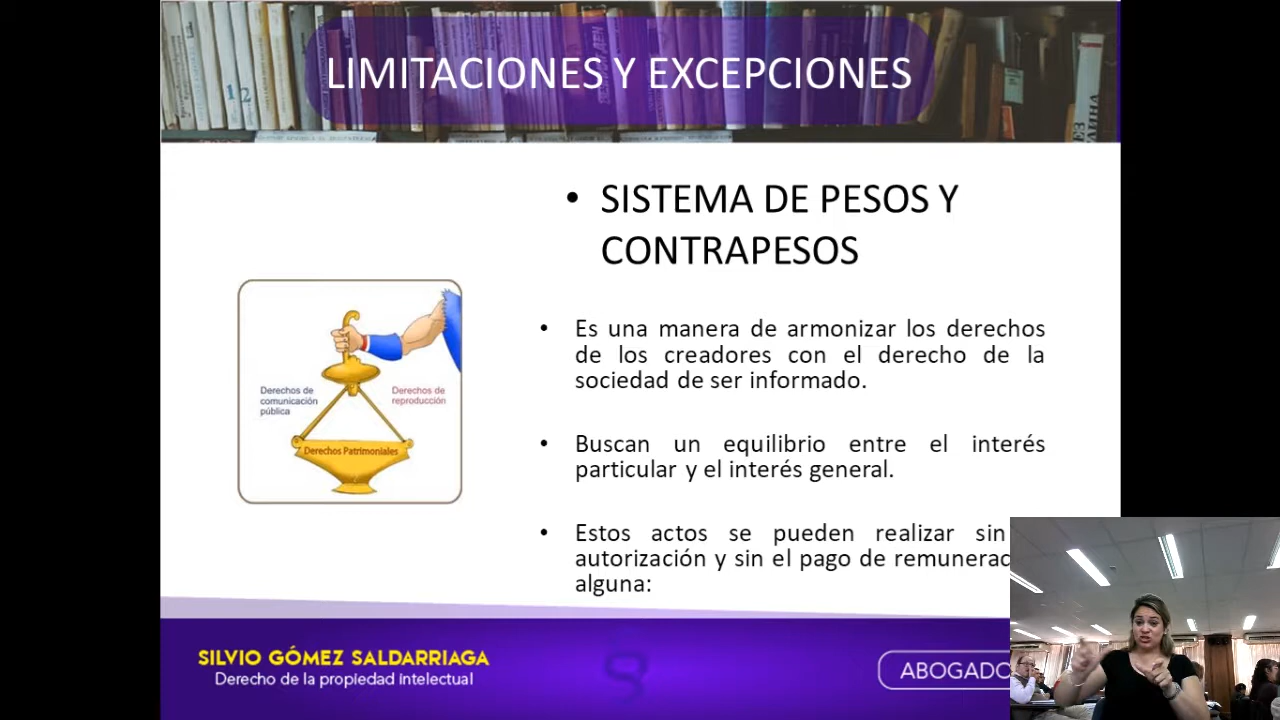 LIMITACIONES Y EXCEPCIONES
• SISTEMA DE PESOS Y
CONTRAPESOS
Derechos de
comunicación
pública
Derechos de
reproducción
Derechos Patrimoniales
• Es una manera de armonizar los derechos
de los creadores con el derecho de la
sociedad de ser informado.
• Buscan un equilibrio entre el interés
particular y el interés general.
• Estos actos se pueden realizar sin
autorización y sin el pago de remunerac
alguna:
SILVIO GÓMEZ SALDARRIAGA
Derecho de la propiedad intelectual
ABOGADO